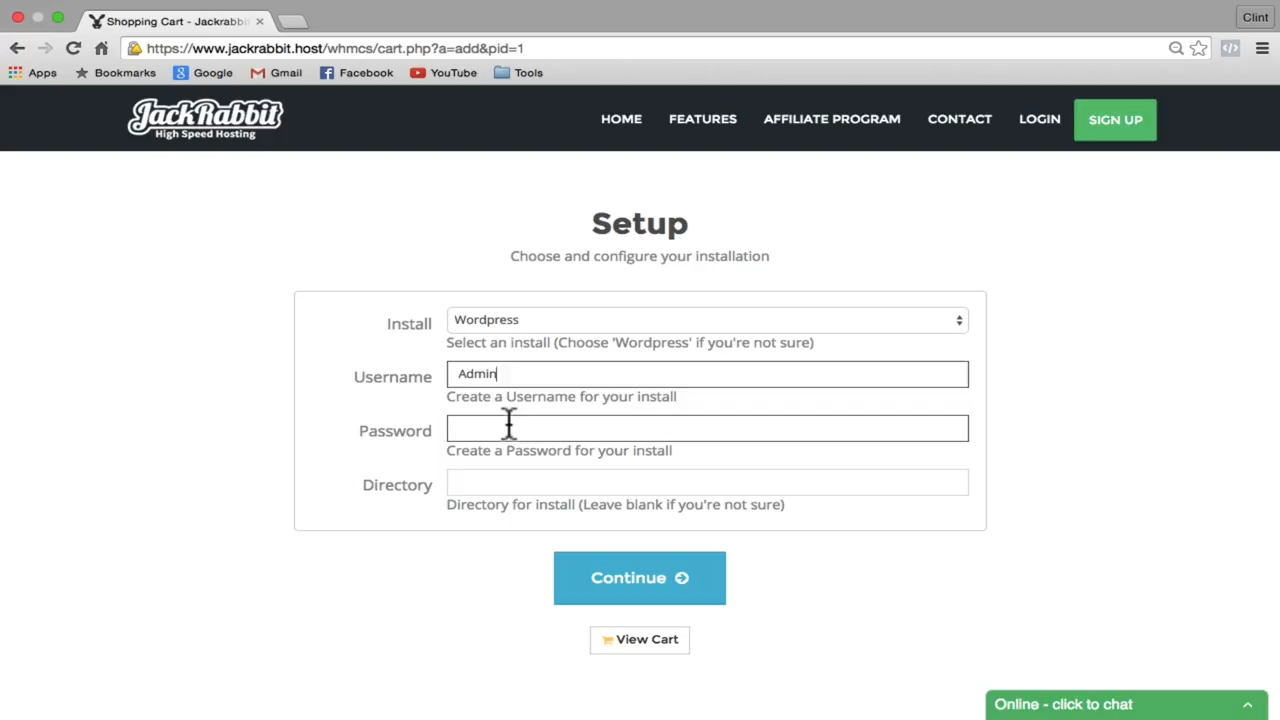 Shopping Cart - Jackrabbi
Clint
https://www.jackrabbit.host/whmcs/cart.php?a=add&pid=1
Apps Bookmarks Google Gmail Facebook YouTube Tools
JackRabbit
High Speed Hosting
HOME FEATURES AFFILIATE PROGRAM CONTACT LOGIN SIGN UP
Setup
Choose and configure your installation
Install Wordpress
Select an install (Choose 'Wordpress' if you're not sure)
Username Admin
Create a Username for your install
Password
Create a Password for your install
Directory
Directory for install (Leave blank if you're not sure)
Continue
View Cart
Online - click to chat